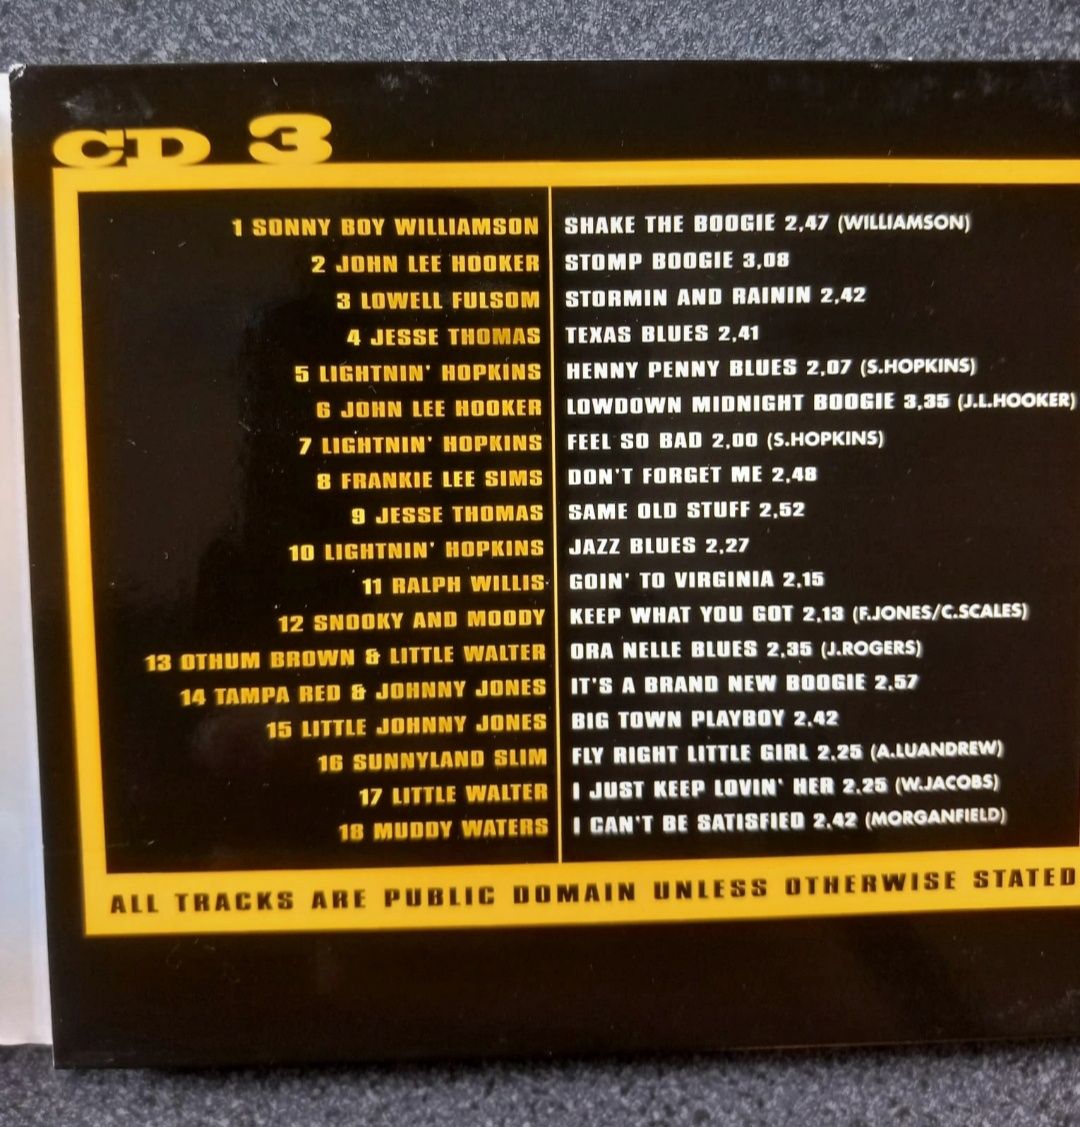 CD 3
1 SONNY BOY WILLIAMSON SHAKE THE BOOGIE 2,47 (WILLIAMSON)
2 JOHN LEE HOOKER STOMP BOOGIE 3,08
3 LOWELL FULSOM STORMIN AND RAININ 2,42
4 JESSE THOMAS TEXAS BLUES 2,41
5 LIGHTNIN' HOPKINS HENNY PENNY BLUES 2,07 (S.HOPKINS)
6 JOHN LEE HOOKER LOWDOWN MIDNIGHT BOOGIE 3,35 (J.L.HOOKER)
7 LIGHTNIN' HOPKINS FEEL SO BAD 2,00 (S.HOPKINS)
8 FRANKIE LEE SIMS DON'T FORGET ME 2,48
9 JESSE THOMAS SAME OLD STUFF 2,52
10 LIGHTNIN' HOPKINS JAZZ BLUES 2,27
11 RALPH WILLIS GOIN' TO VIRGINIA 2,15
12 SNOOKY AND MOODY KEEP WHAT YOU GOT 2,13 (F.JONES/C.SCALES)
13 OTHUM BROWN & LITTLE WALTER ORA NELLE BLUES 2,35 (J.ROGERS)
14 TAMPA RED & JOHNNY JONES IT'S A BRAND NEW BOOGIE 2,57
15 LITTLE JOHNNY JONES BIG TOWN PLAYBOY 2,42
16 SUNNYLAND SLIM FLY RIGHT LITTLE GIRL 2,25 (A.LUANDREW)
17 LITTLE WALTER I JUST KEEP LOVIN' HER 2,25 (W.JACOBS)
18 MUDDY WATERS I CAN'T BE SATISFIED 2,42 (MORGANFIELD)
ALL TRACKS ARE PUBLIC DOMAIN UNLESS OTHERWISE STATED